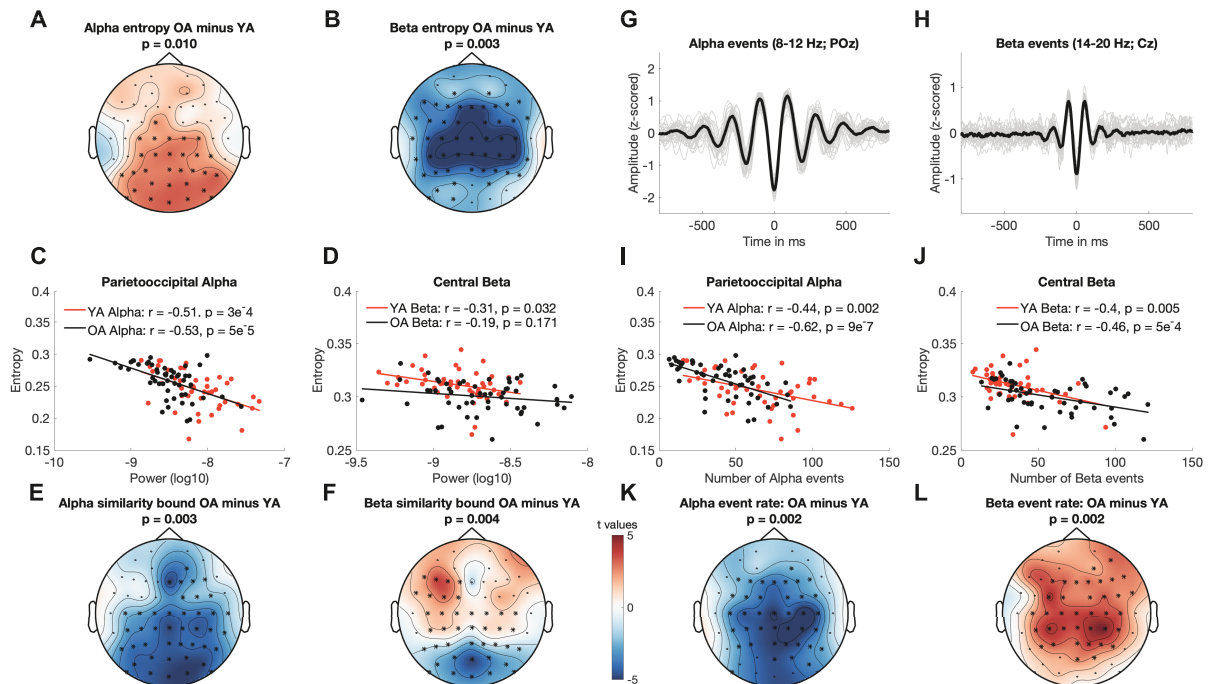 A
Alpha entropy OA minus YA
p = 0.010
B
Beta entropy OA minus YA
p = 0.003
G
Alpha events (8-12 Hz; POz)
Amplitude (z-scored)
2
1
0
-1
-2
-500
0
500
Time in ms
H
Beta events (14-20 Hz; Cz)
Amplitude (z-scored)
2
1
0
-1
-500
0
500
Time in ms
C
Parietooccipital Alpha
YA Alpha: r = -0.51, p = 3e-4
OA Alpha: r = -0.53, p = 5e-5
Entropy
0.4
0.35
0.3
0.25
0.2
0.15
-10
-9
-8
-7
Power (log10)
D
Central Beta
YA Beta: r = -0.31, p = 0.032
OA Beta: r = -0.19, p = 0.171
Entropy
0.4
0.35
0.3
0.25
-9.5
-9
-8.5
-8
Power (log10)
I
Parietooccipital Alpha
YA Alpha: r = -0.44, p = 0.002
OA Alpha: r = -0.62, p = 9e-7
Entropy
0.4
0.35
0.3
0.25
0.2
0.15
0
50
100
150
Number of Alpha events
J
Central Beta
YA Beta: r = -0.4, p = 0.005
OA Beta: r = -0.46, p = 5e-4
Entropy
0.4
0.35
0.3
0.25
0
50
100
150
Number of Beta events
E
Alpha similarity bound OA minus YA
p = 0.003
F
Beta similarity bound OA minus YA
p = 0.004
t values
5
0
-5
K
Alpha event rate: OA minus YA
p = 0.002
L
Beta event rate: OA minus YA
p = 0.002